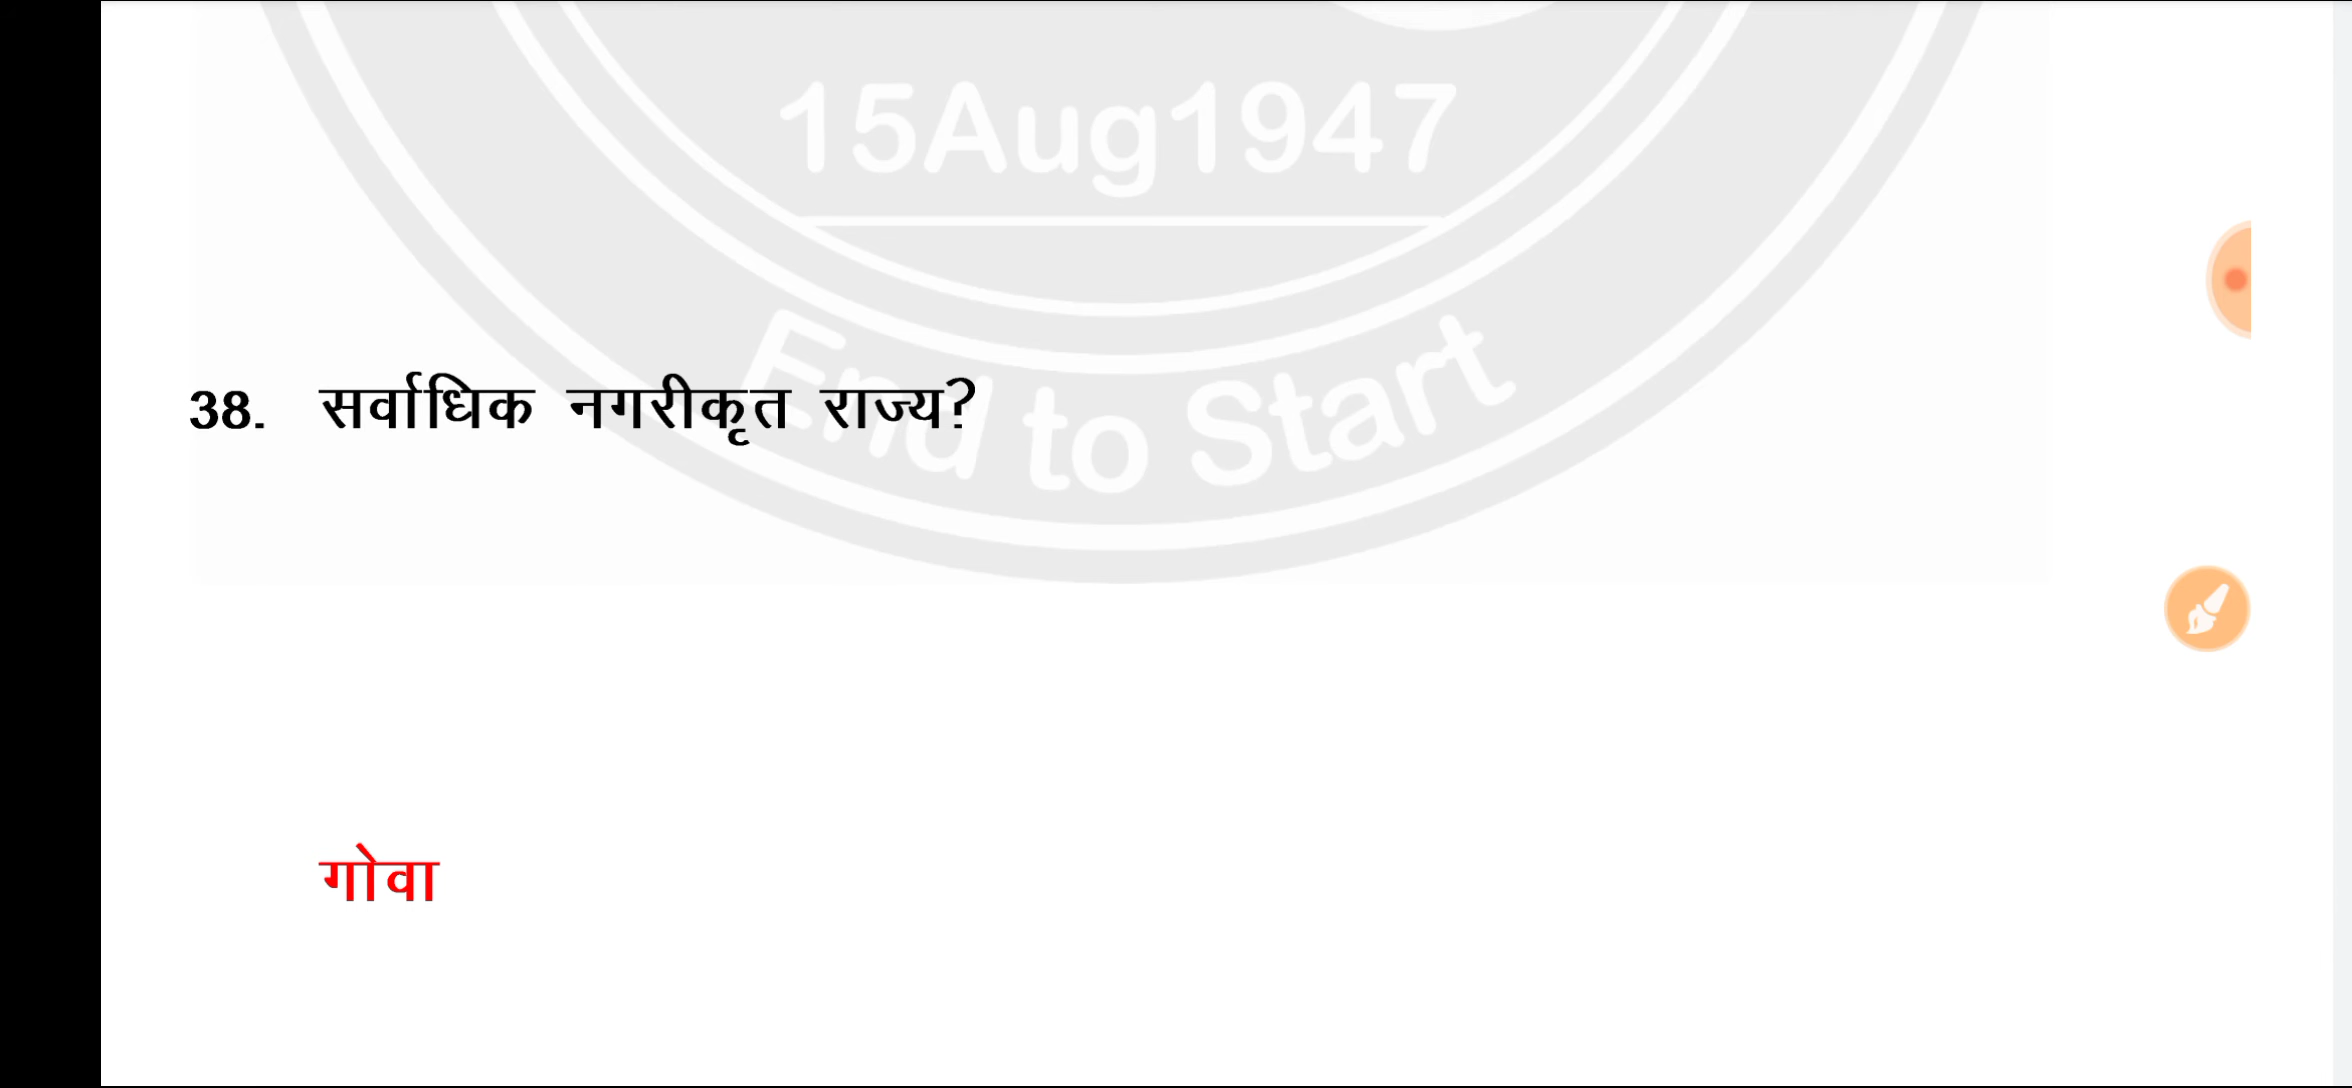 15Aug1947
End to Start
38. सर्वाधिक नगरीकृत राज्य?
गोवा